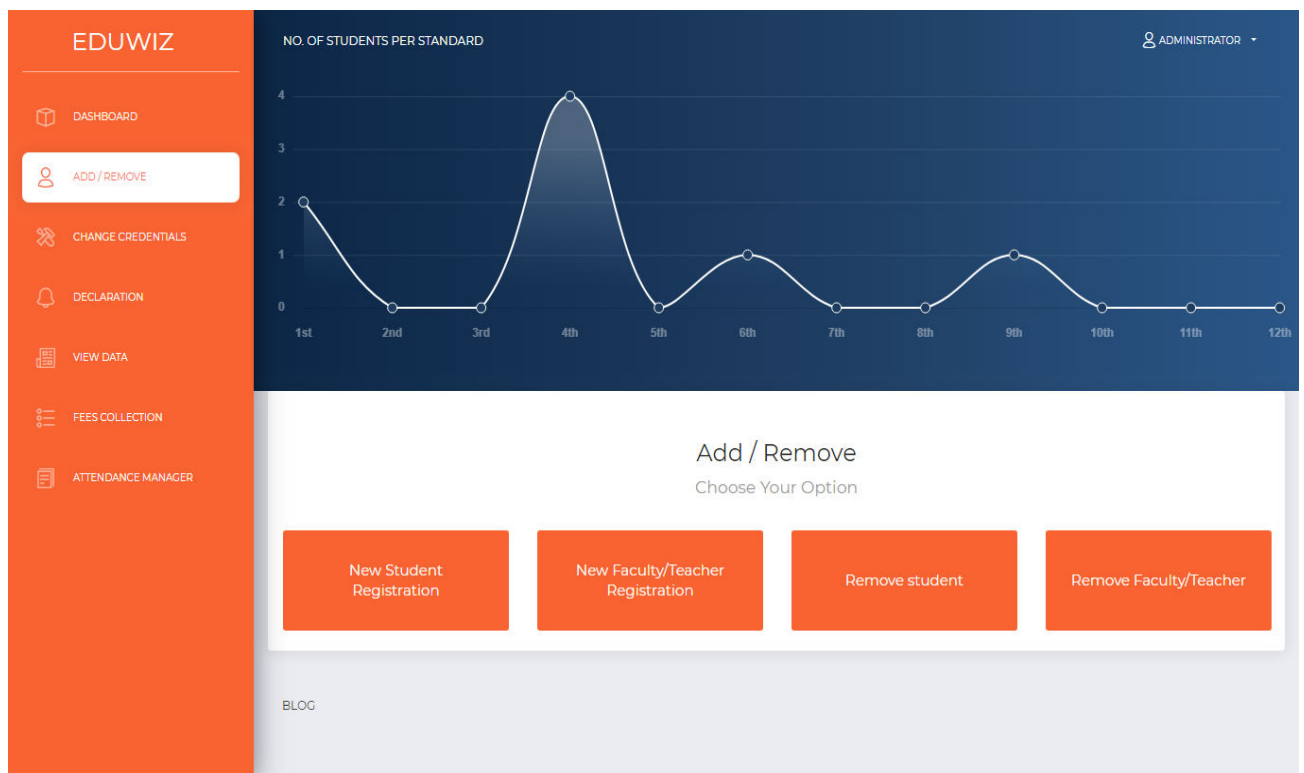 EDUWIZ
DASHBOARD
ADD / REMOVE
CHANGE CREDENTIALS
DECLARATION
VIEW DATA
FEES COLLECTION
ATTENDANCE MANAGER
NO. OF STUDENTS PER STANDARD
ADMINISTRATOR
4
3
2
1
0
1st 2nd 3rd 4th 5th 6th 7th 8th 9th 10th 11th 12th
Add / Remove
Choose Your Option
New Student
Registration
New Faculty/Teacher
Registration
Remove student
Remove Faculty/Teacher
BLOG